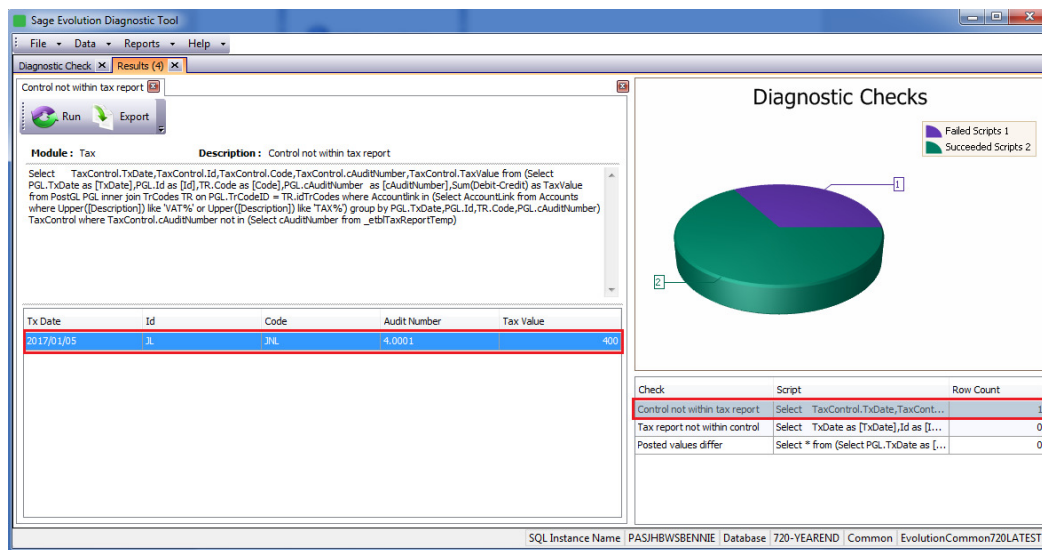 Sage Evolution Diagnostic Tool
File Data Reports Help
Diagnostic Check Results (4)
Control not within tax report
Run Export
Module : Tax Description : Control not within tax report
Select TaxControl.TxDate,TaxControl.Id,TaxControl.Code,TaxControl.cAuditNumber,TaxControl.TaxValue from (Select
PGL.TxDate as [TxDate],PGL.Id as [Id],TR.Code as [Code],PGL.cAuditNumber as [cAuditNumber],Sum(Debit-Credit) as TaxValue
from PostGL PGL inner join TrCodes TR on PGL.TrCodeID = TR.idTrCodes where Accountlink in (Select AccountLink from Accounts
where Upper([Description]) like 'VAT%' or Upper([Description]) like 'TAX%') group by PGL.TxDate,PGL.Id,TR.Code,PGL.cAuditNumber)
TaxControl where TaxControl.cAuditNumber not in (Select cAuditNumber from _etblTaxReportTemp)
Tx Date Id Code Audit Number Tax Value
2017/01/05 JL JNL 4.0001 400
Diagnostic Checks
Failed Scripts 1
Succeeded Scripts 2
1
2
Check Script Row Count
Control not within tax report Select TaxControl.TxDate,TaxCont... 1
Tax report not within control Select TxDate as [TxDate],Id as [I... 0
Posted values differ Select * from (Select PGL.TxDate as [... 0
SQL Instance Name PASJHBWSBENNIE Database 720-YEAREND Common EvolutionCommon720LATEST